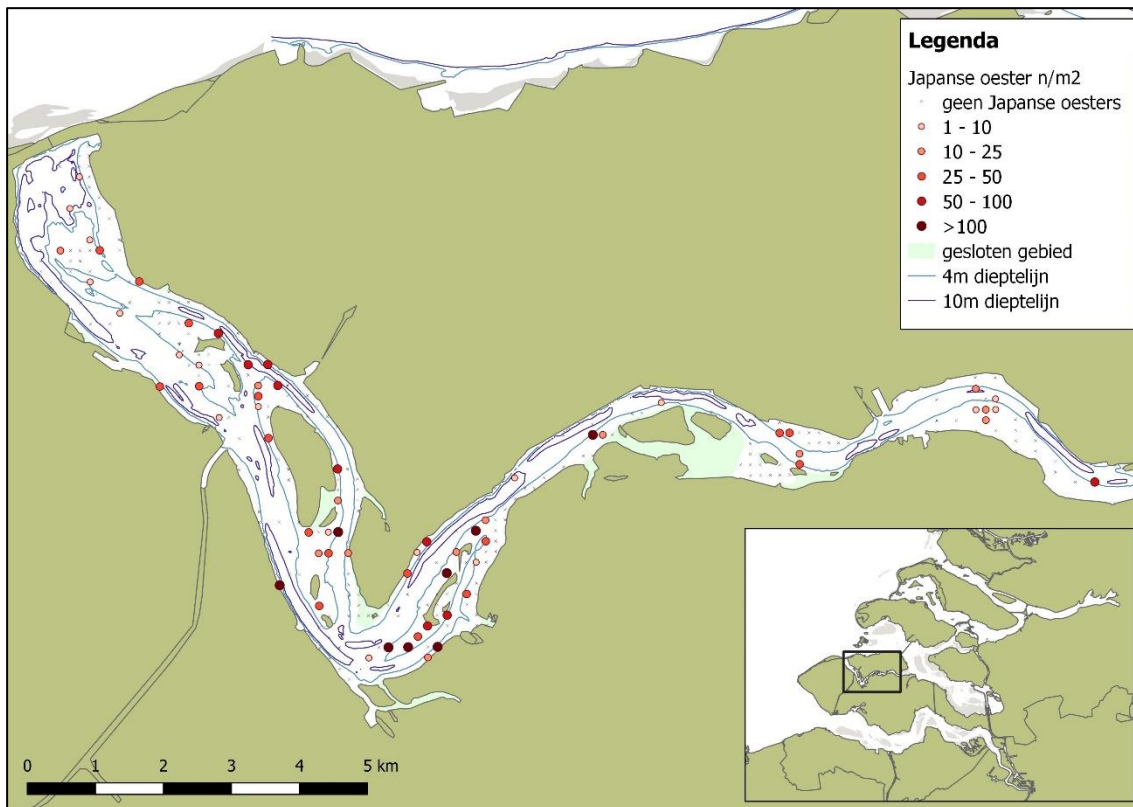 Legenda
Japanse oester n/m2
geen Japanse oesters
1 - 10
10 - 25
25 - 50
50 - 100
>100
gesloten gebied
4m dieptelijn
10m dieptelijn
0 1 2 3 4 5 km